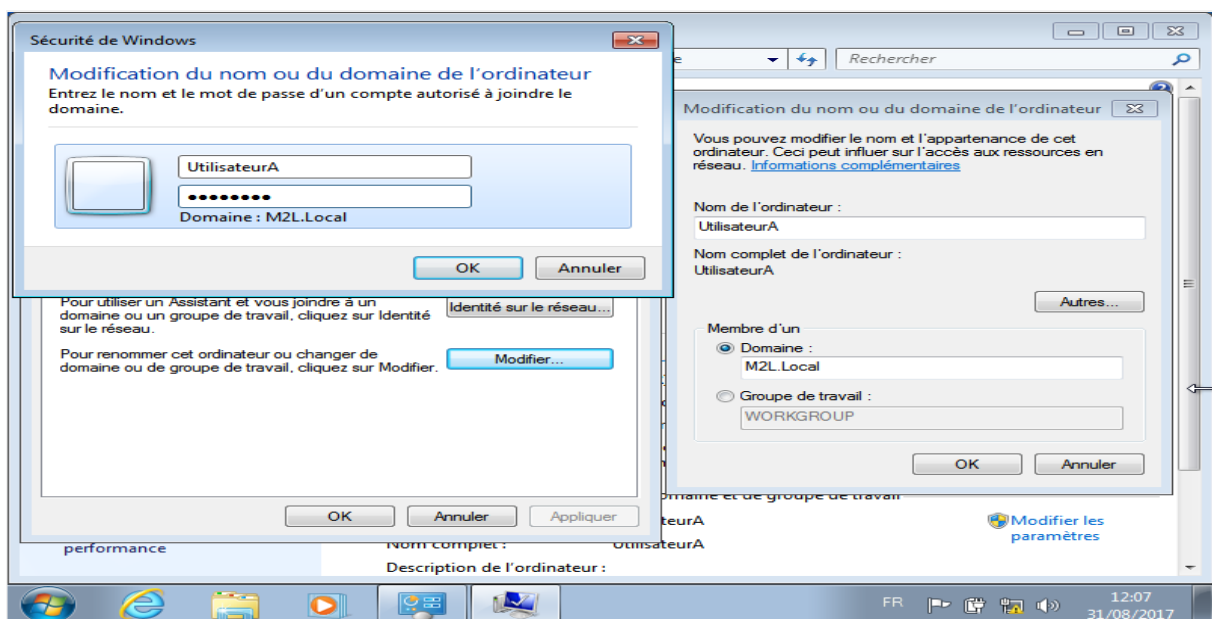 Sécurité de Windows
Modification du nom ou du domaine de l'ordinateur
Entrez le nom et le mot de passe d'un compte autorisé à joindre le
domaine.
UtilisateurA
●●●●●●●●
Domaine : M2L.Local
OK
Annuler
Pour utiliser un Assistant et vous joindre à un
domaine ou un groupe de travail, cliquez sur Identité
sur le réseau.
Identité sur le réseau...
Pour renommer cet ordinateur ou changer de
domaine ou de groupe de travail, cliquez sur Modifier.
Modifier...
OK
Annuler
Appliquer
Rechercher
Modification du nom ou du domaine de l'ordinateur
Vous pouvez modifier le nom et l'appartenance de cet
ordinateur. Ceci peut influer sur l'accès aux ressources en
réseau. Informations complémentaires
Nom de l'ordinateur :
UtilisateurA
Nom complet de l'ordinateur :
UtilisateurA
Autres...
Membre d'un
Domaine :
M2L.Local
Groupe de travail :
WORKGROUP
OK
Annuler
maine et de groupe de travail
teurA
Modifier les
paramètres
performance
Nom complet :
UtilisateurA
Description de l'ordinateur :
FR
12:07
31/08/2017